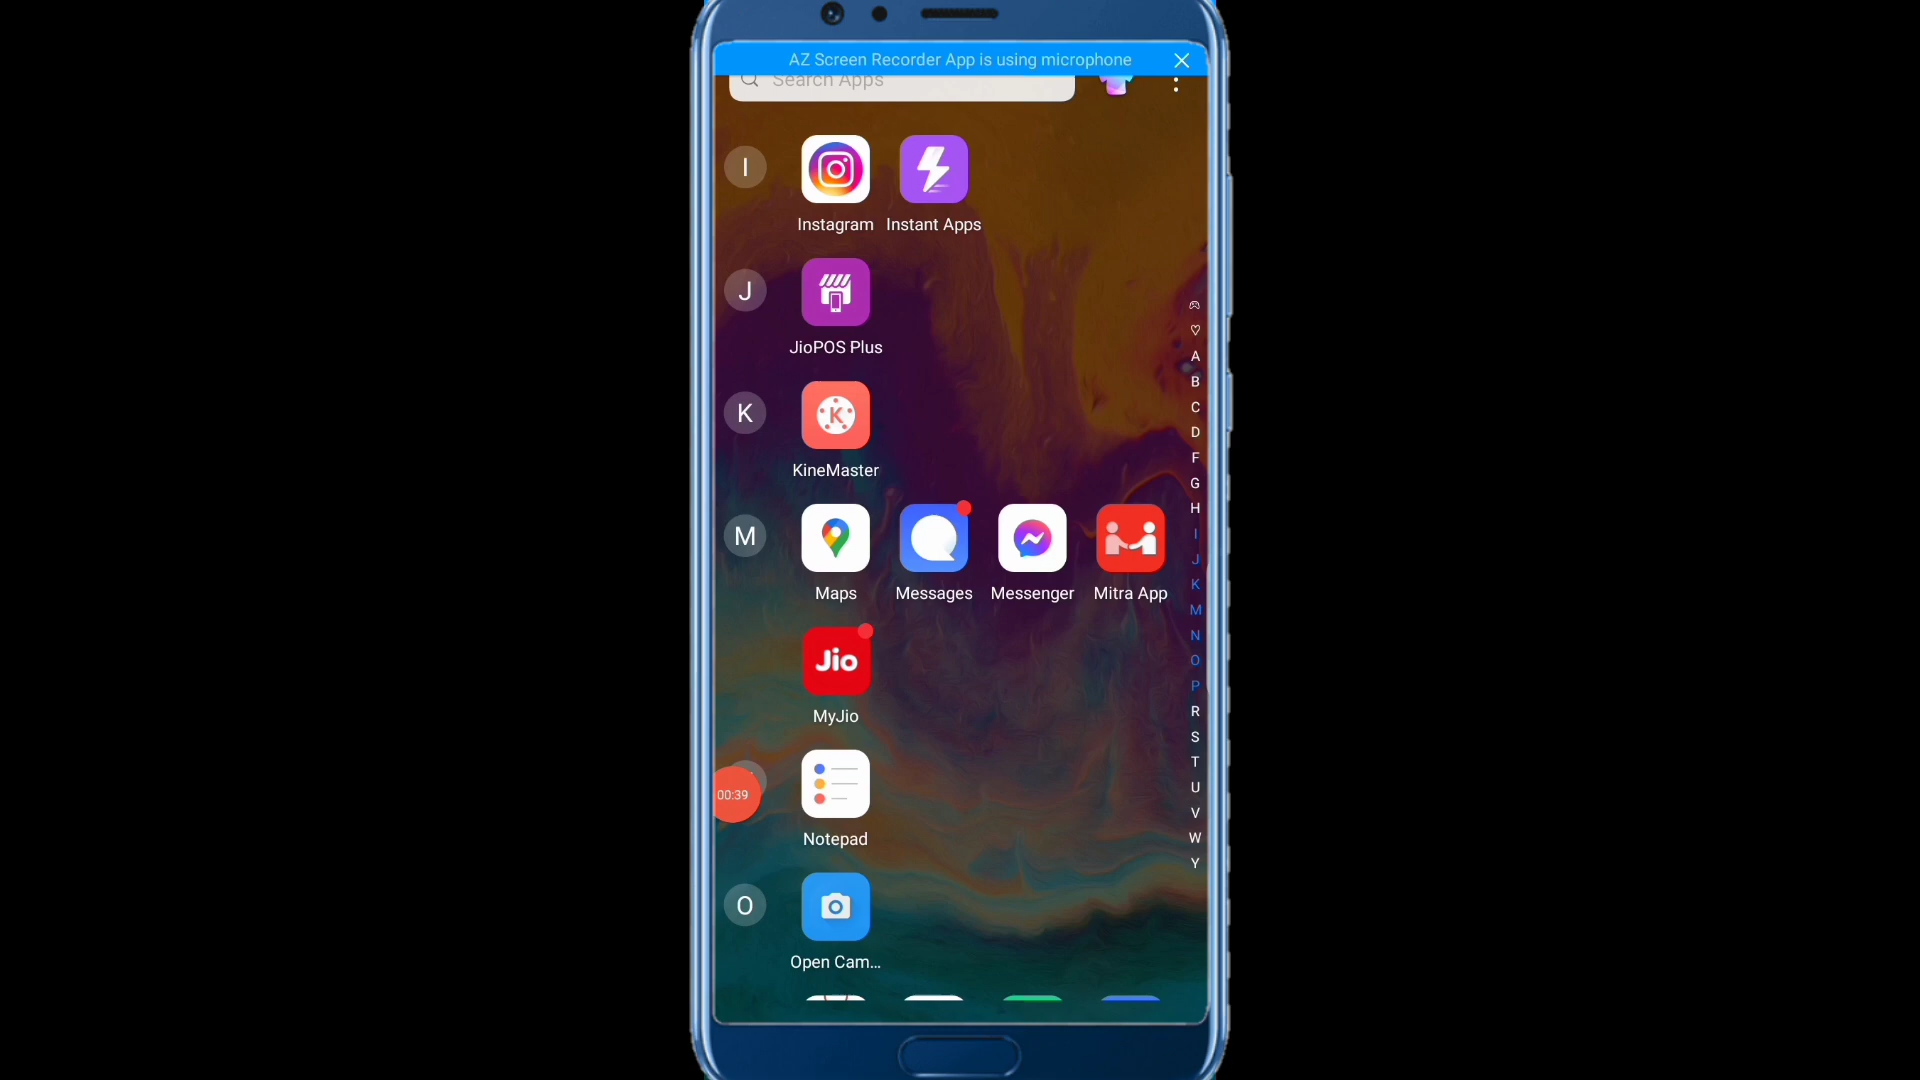 AZ Screen Recorder App is using microphone
Search Apps
I
Instagram
Instant Apps
J
JioPOS Plus
K
K
KineMaster
M
Maps
Messages
Messenger
Mitra App
Jio
MyJio
00:39
Notepad
O
Open Cam...
A
B
C
D
F
G
H
I
J
K
M
N
O
P
R
S
T
U
V
W
Y